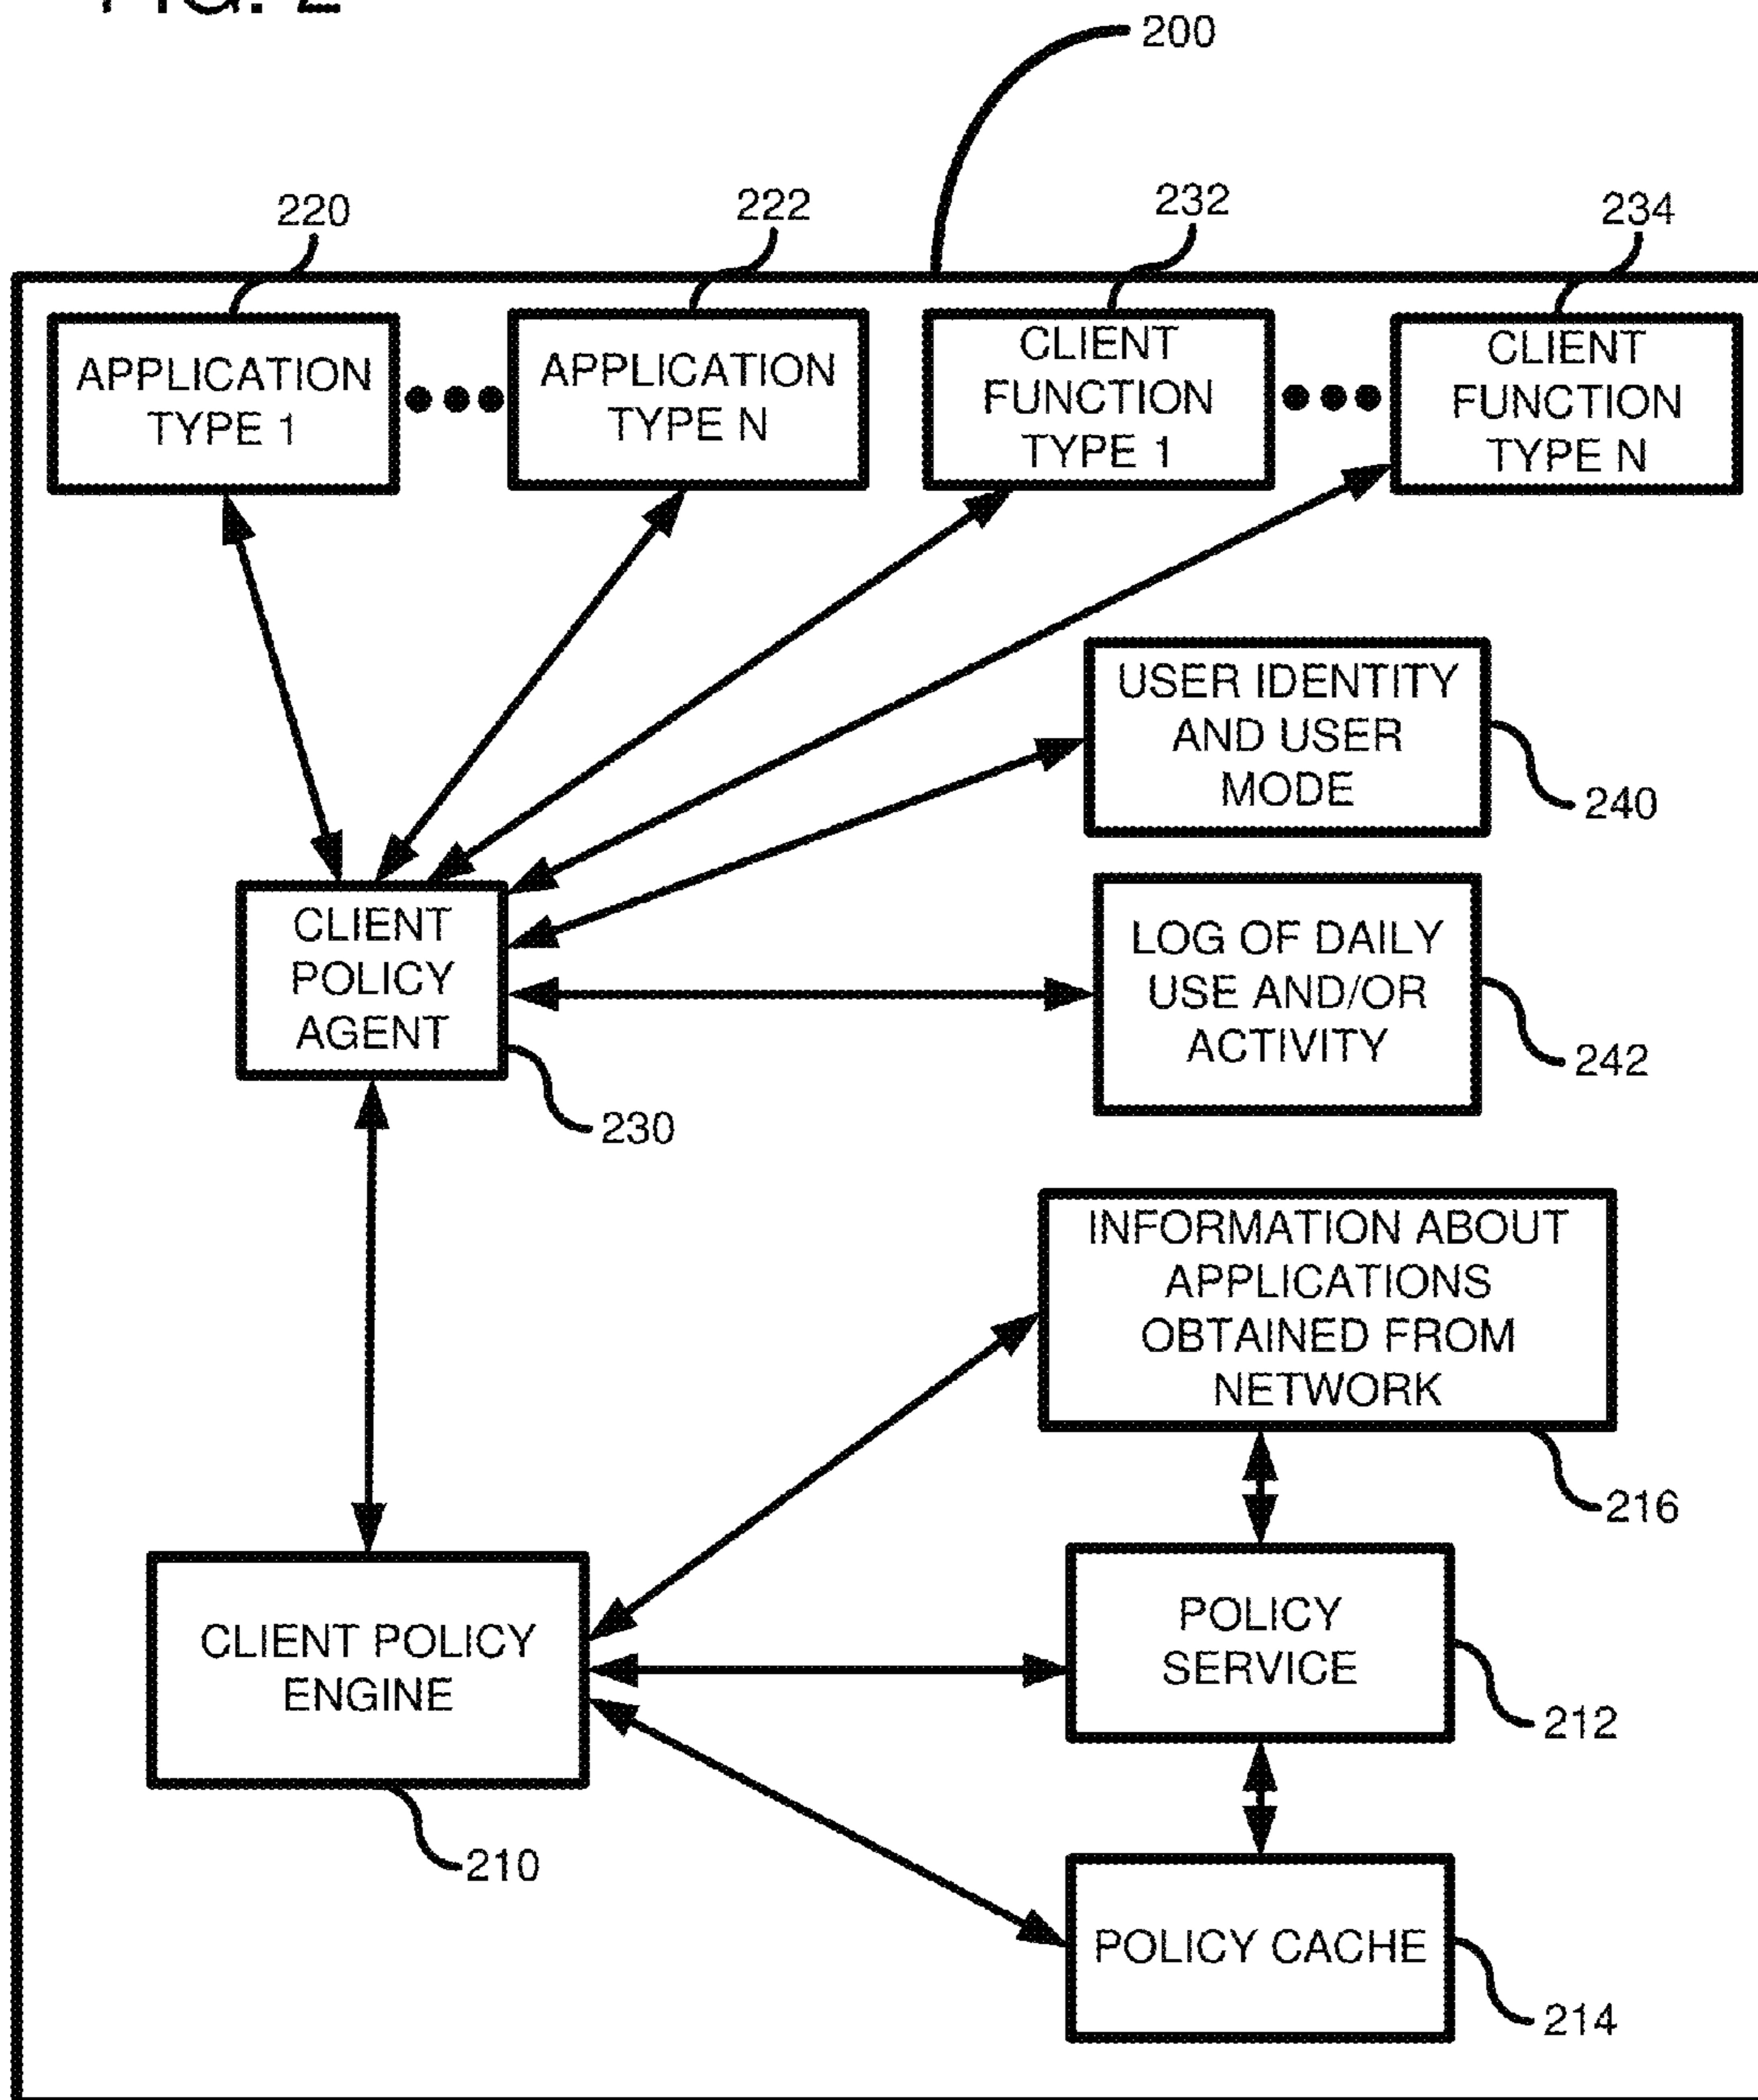 FIG. 2
200
220
222
232
234
APPLICATION
TYPE 1
APPLICATION
TYPE N
CLIENT
FUNCTION
TYPE 1
CLIENT
FUNCTION
TYPE N
USER IDENTITY
AND USER
MODE
240
CLIENT
POLICY
AGENT
230
LOG OF DAILY
USE AND/OR
ACTIVITY
242
INFORMATION ABOUT
APPLICATIONS
OBTAINED FROM
NETWORK
216
CLIENT POLICY
ENGINE
210
POLICY
SERVICE
212
POLICY CACHE
214